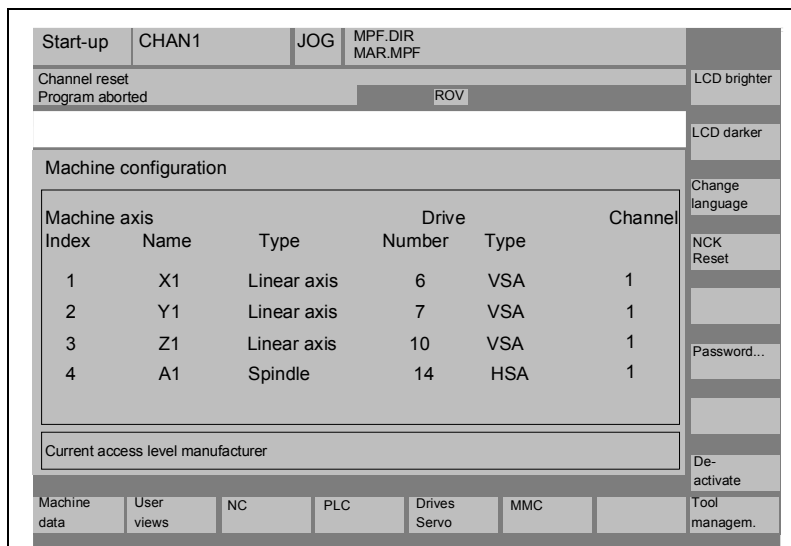 Start-up CHAN1 JOG MPF.DIR
MAR.MPF
Channel reset
Program aborted ROV
LCD brighter
LCD darker
Machine configuration
Change
language
Machine axis Drive Channel
Index Name Type Number Type
NCK
Reset
1 X1 Linear axis 6 VSA 1
2 Y1 Linear axis 7 VSA 1
3 Z1 Linear axis 10 VSA 1
Password...
4 A1 Spindle 14 HSA 1
Current access level manufacturer
De-
activate
Machine
data
User
views
NC
PLC
Drives
Servo
MMC
Tool
managem.